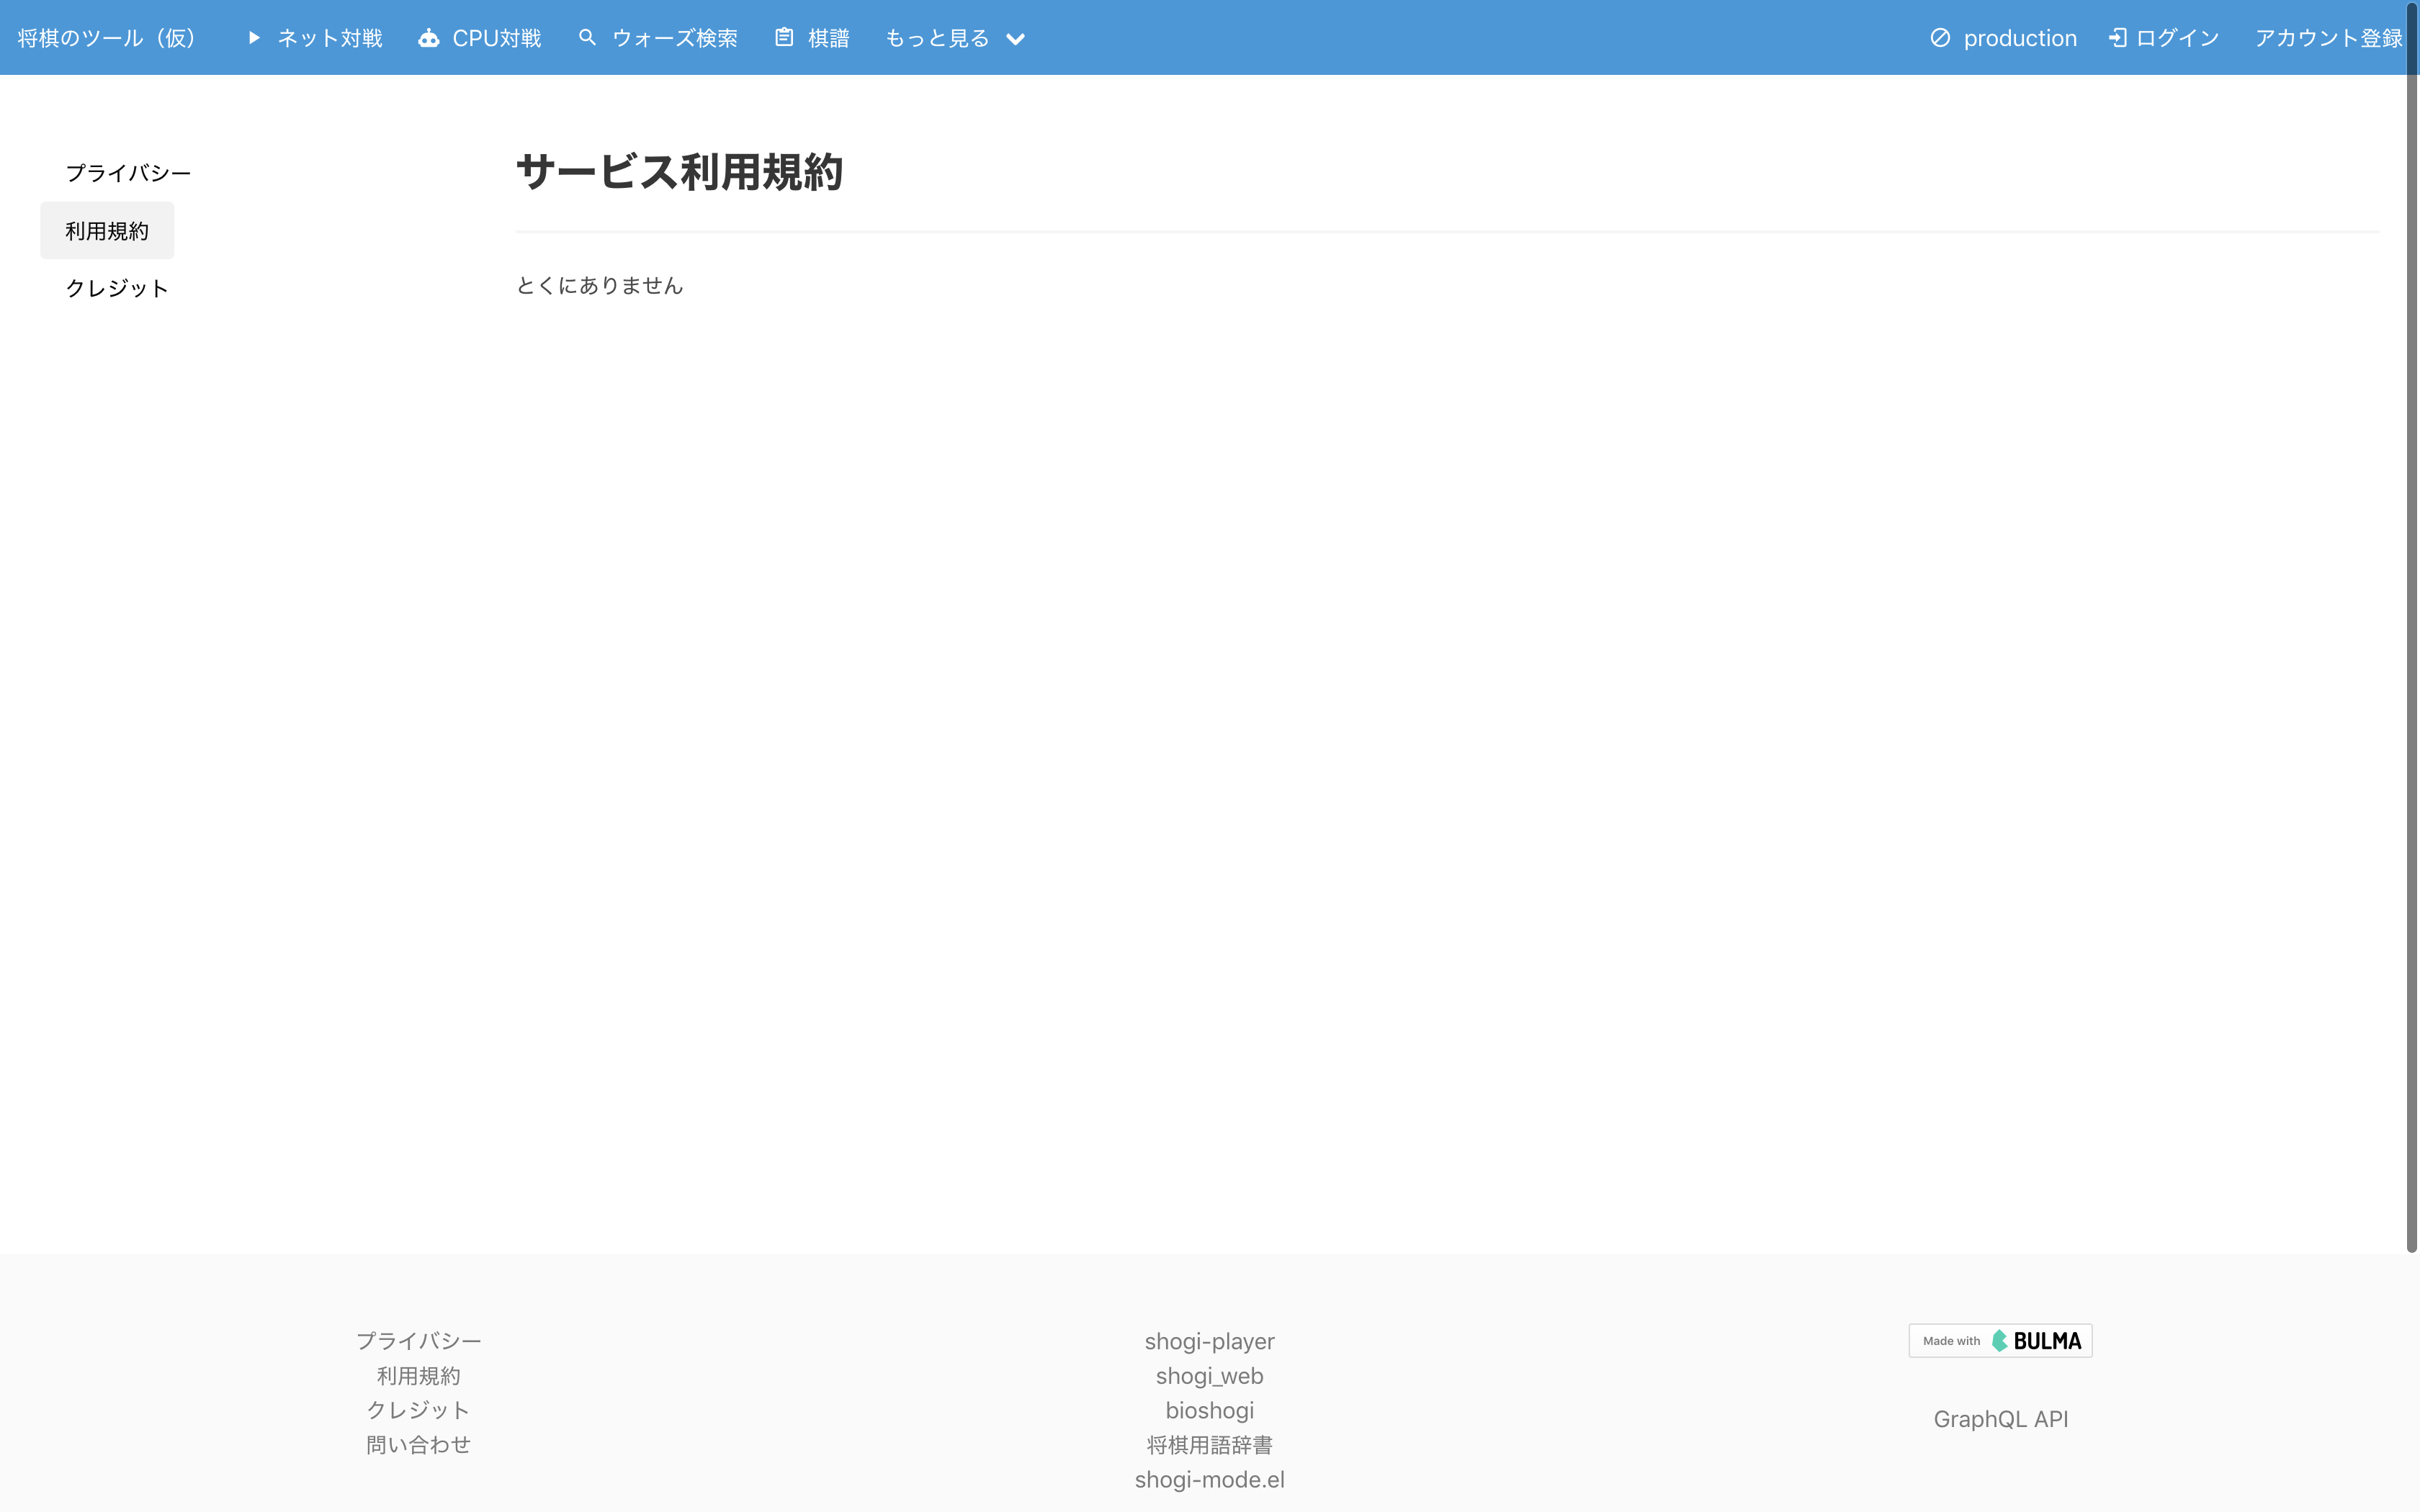 将棋のツール（仮） ネット対戦 CPU対戦 ウォーズ検索 棋譜 もっと見る production ログイン アカウント登録
プライバシー
利用規約
クレジット
サービス利用規約
とくにありません
プライバシー
利用規約
クレジット
問い合わせ
shogi-player
shogi_web
bioshogi
将棋用語辞書
shogi-mode.el
Made with BULMA
GraphQL API